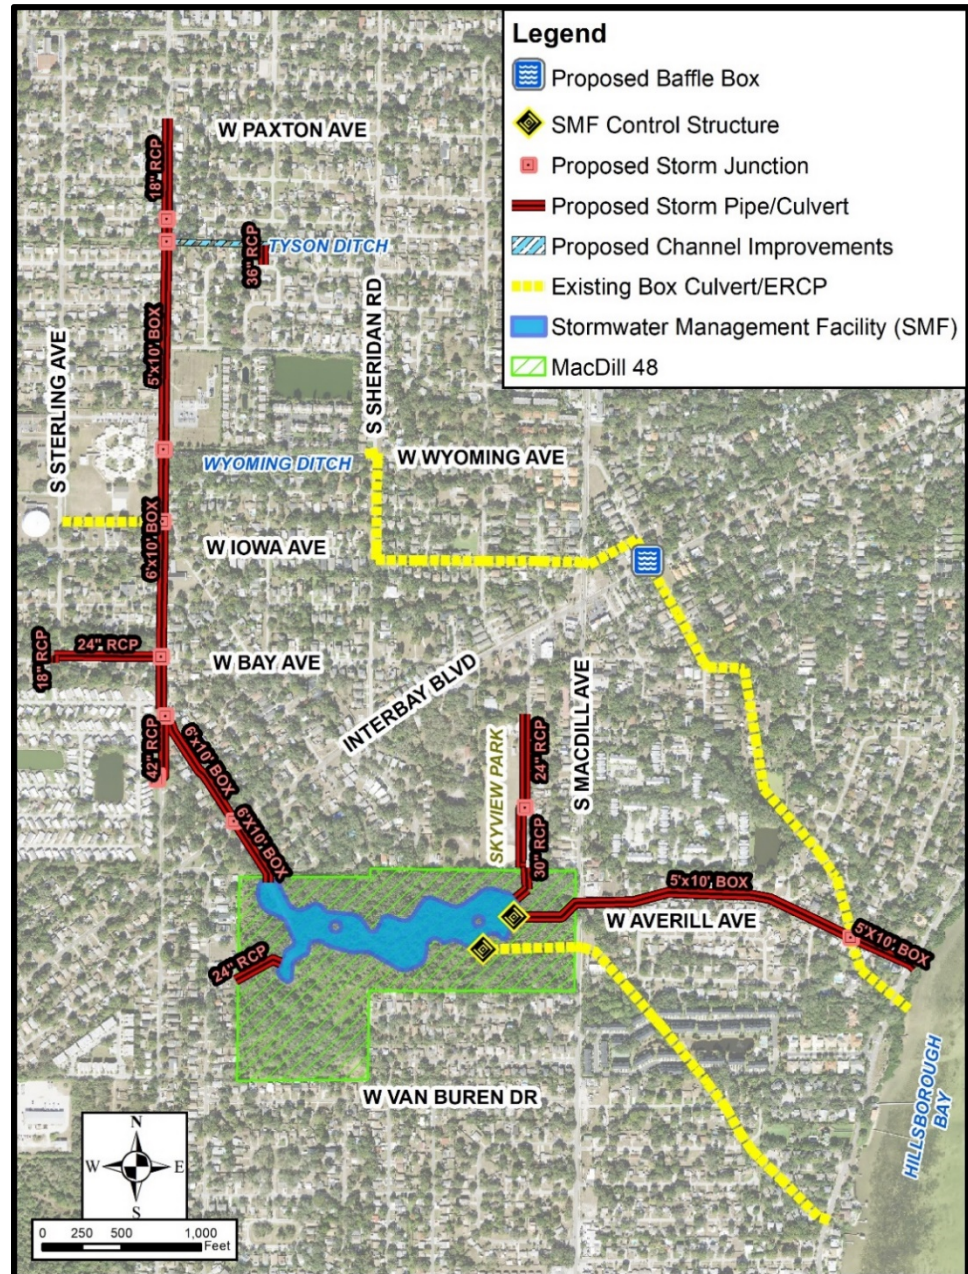 Legend
Proposed Baffle Box
SMF Control Structure
Proposed Storm Junction
Proposed Storm Pipe/Culvert
Proposed Channel Improvements
Existing Box Culvert/ERCP
Stormwater Management Facility (SMF)
MacDill 48
W PAXTON AVE
18" RCP
TYSON DITCH
36" RCP
S SHERIDAN RD
5'x10' BOX
S STERLING AVE
WYOMING DITCH
W WYOMING AVE
6'x10' BOX
W IOWA AVE
24" RCP
18" RCP
W BAY AVE
INTERBAY BLVD
S MACDILL AVE
42" RCP
6'x10' BOX
6'X10' BOX
SKYVIEW PARK
24" RCP
30" RCP
5'x10' BOX
W AVERILL AVE
5'X10' BOX
24" RCP
W VAN BUREN DR
HILLSBOROUGH
BAY
N
W
E
S
0 250 500 1,000
Feet